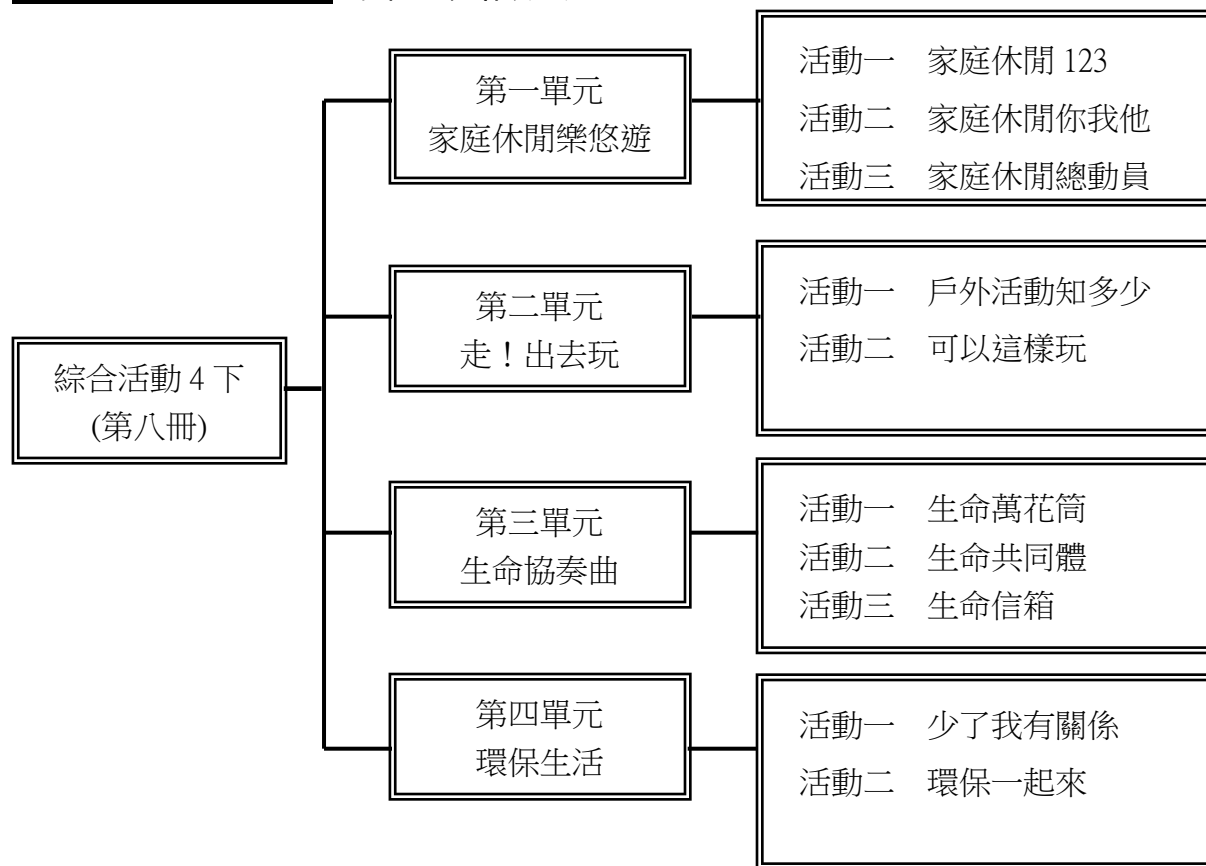 綜合活動 4 下
(第八冊)
第一單元
家庭休閒樂悠遊
活動一　家庭休閒 123
活動二　家庭休閒你我他
活動三　家庭休閒總動員
第二單元
走！出去玩
活動一　戶外活動知多少
活動二　可以這樣玩
第三單元
生命協奏曲
活動一　生命萬花筒
活動二　生命共同體
活動三　生命信箱
第四單元
環保生活
活動一　少了我有關係
活動二　環保一起來